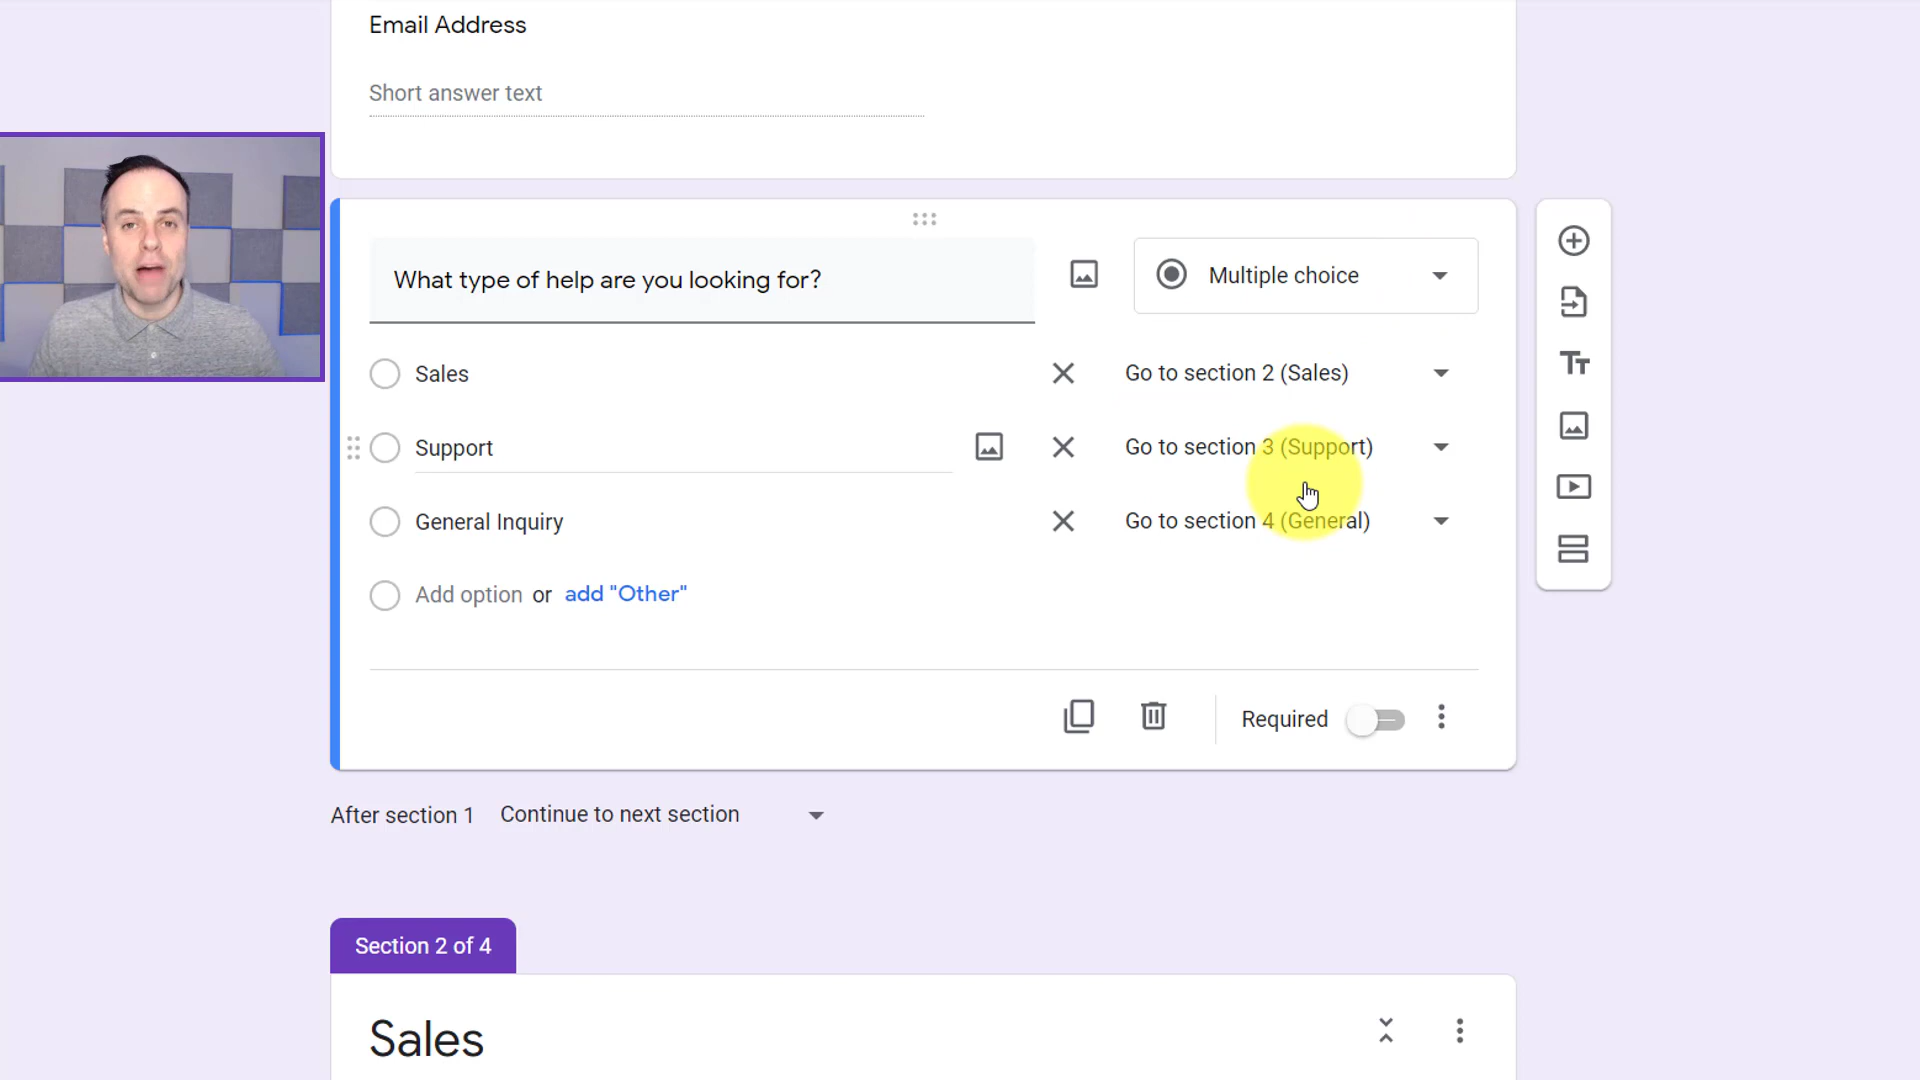 Email Address
Short answer text
What type of help are you looking for?
Multiple choice
Sales
Go to section 2 (Sales)
Support
Go to section 3 (Support)
General Inquiry
Go to section 4 (General)
Add option or add "Other"
Required
After section 1 Continue to next section
Section 2 of 4
Sales